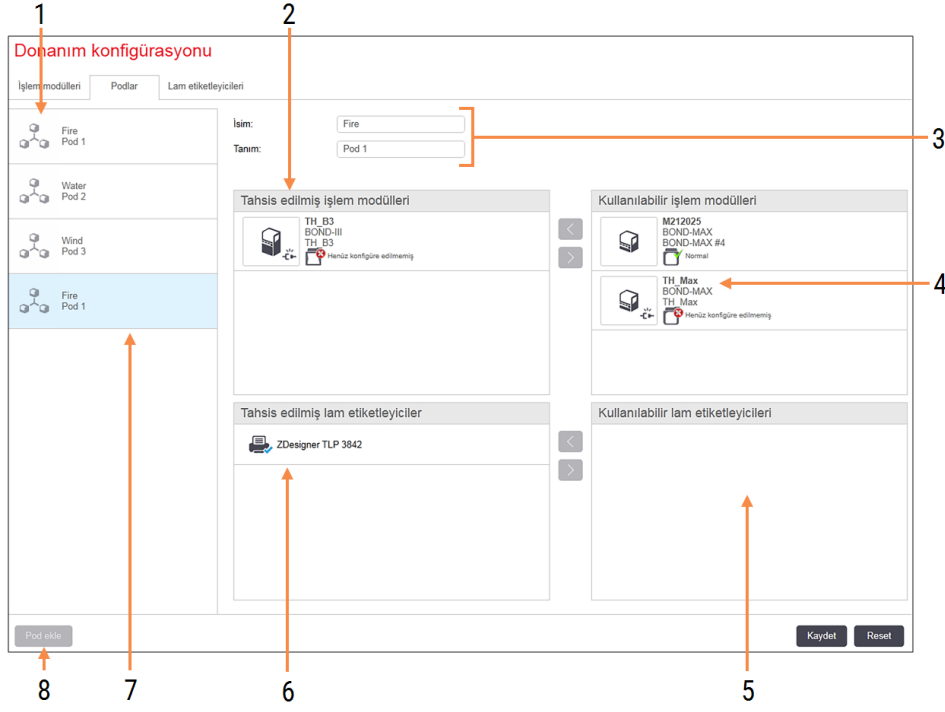 1
2
Donanım konfigürasyonu
İşlem modülleri
Podlar
Lam etiketleyicileri
Fire
Pod 1
Water
Pod 2
Wind
Pod 3
Fire
Pod 1
İsim:
Fire
Tanım:
Pod 1
3
Tahsis edilmiş işlem modülleri
TH_B3
BOND-III
TH_B3
Henüz konfigüre edilmemiş
<
>
Kullanılabilir işlem modülleri
M212025
BOND-MAX
BOND-MAX #4
Normal
TH_Max
BOND-MAX
TH_Max
Henüz konfigüre edilmemiş
4
Tahsis edilmiş lam etiketleyiciler
ZDesigner TLP 3842
<
>
Kullanılabilir lam etiketleyicileri
Pod ekle
Kaydet
Reset
8
7
6
5